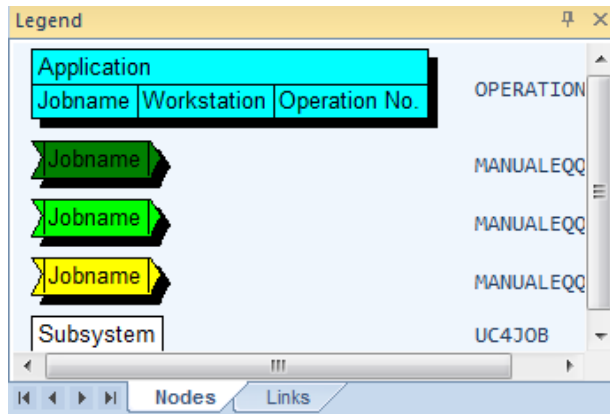 Legend
Application
Jobname Workstation Operation No.
OPERATION
Jobname MANUALEQQ
Jobname MANUALEQQ
Jobname MANUALEQQ
Subsystem UC4JOB
Nodes Links